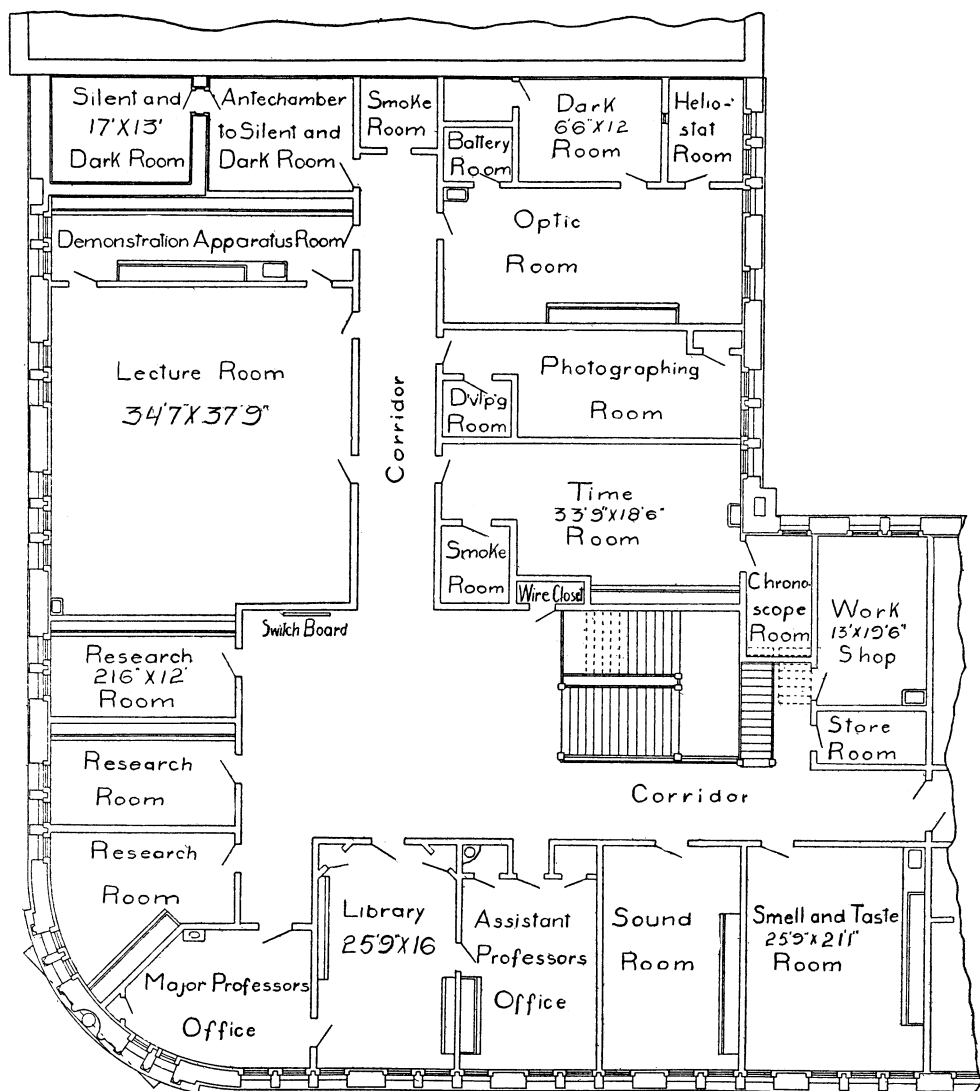 Silent and
17'X13'
Dark Room
Antechamber
to Silent and
Dark Room
Smoke
Room
Battery
Room
Dark
6'6"X12
Room
Helio-
stat
Room
Demonstration Apparatus Room
Optic
Room
Lecture Room
34'7"X37'9"
Corridor
Photographing
Room
Dvlp'g
Room
Time
33'9"X18'6"
Room
Smoke
Room
Wire Closet
Chrono-
scope
Room
Work
13'X19'6"
Shop
Switch Board
Research
21'6"X12'
Room
Store
Room
Research
Room
Corridor
Research
Room
Library
25'9"X16
Assistant
Professors
Office
Sound
Room
Smell and Taste
25'9"X21'1"
Room
Major Professors
Office